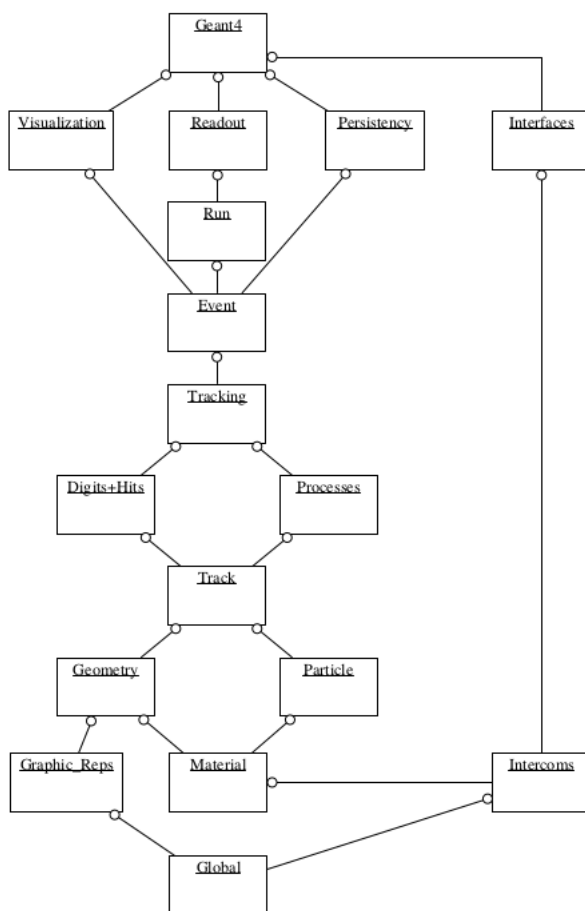 Geant4
Visualization
Readout
Persistency
Interfaces
Run
Event
Tracking
Digits+Hits
Processes
Track
Geometry
Particle
Graphic_Reps
Material
Intercoms
Global